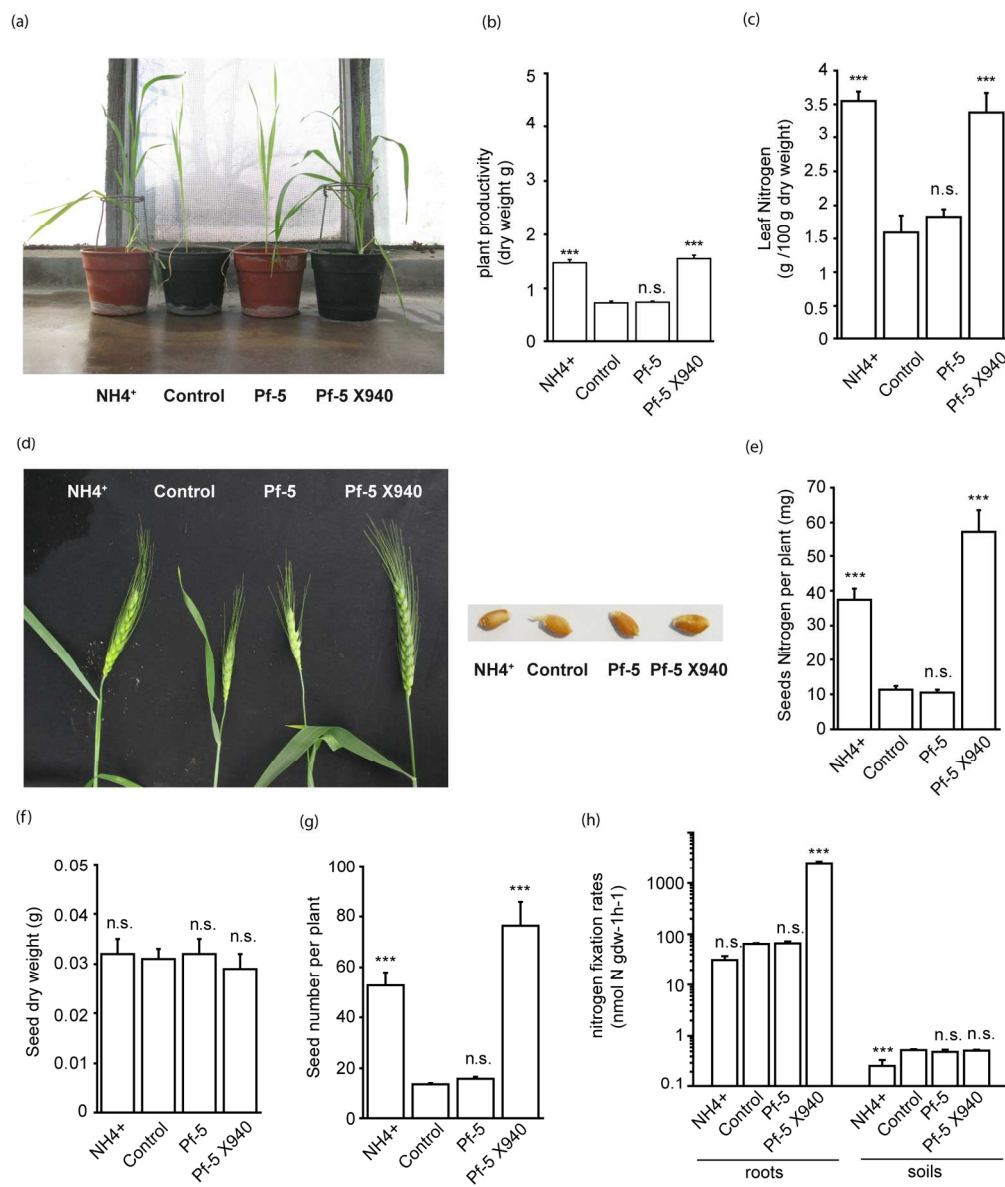 (a)
NH4⁺ Control Pf-5 Pf-5 X940
(b)
plant productivity
(dry weight g)
5
4
3
2
1
0
***
n.s.
***
NH4+
Control
Pf-5
Pf-5 X940
(c)
Leaf Nitrogen
(g /100 g dry weight)
4
3.5
3
2.5
2
1.5
1
0.5
0
***
n.s.
***
NH4+
Control
Pf-5
Pf-5 X940
(d)
NH4⁺ Control Pf-5 Pf-5 X940
NH4⁺ Control Pf-5 Pf-5 X940
(e)
Seeds Nitrogen per plant (mg)
70
60
50
40
30
20
10
0
***
n.s.
***
NH4+
Control
Pf-5
Pf-5 X940
(f)
Seed dry weight (g)
0.05
0.04
0.03
0.02
0.01
0
n.s.
n.s.
n.s.
NH4+
Control
Pf-5
Pf-5 X940
(g)
Seed number per plant
100
80
60
40
20
0
***
n.s.
***
NH4+
Control
Pf-5
Pf-5 X940
(h)
nitrogen fixation rates
(nmol N gdw-1h-1)
1000
100
10
1
0.1
n.s.
n.s.
***
***
n.s.
n.s.
NH4+
Control
Pf-5
Pf-5 X940
NH4+
Control
Pf-5
Pf-5 X940
roots
soils